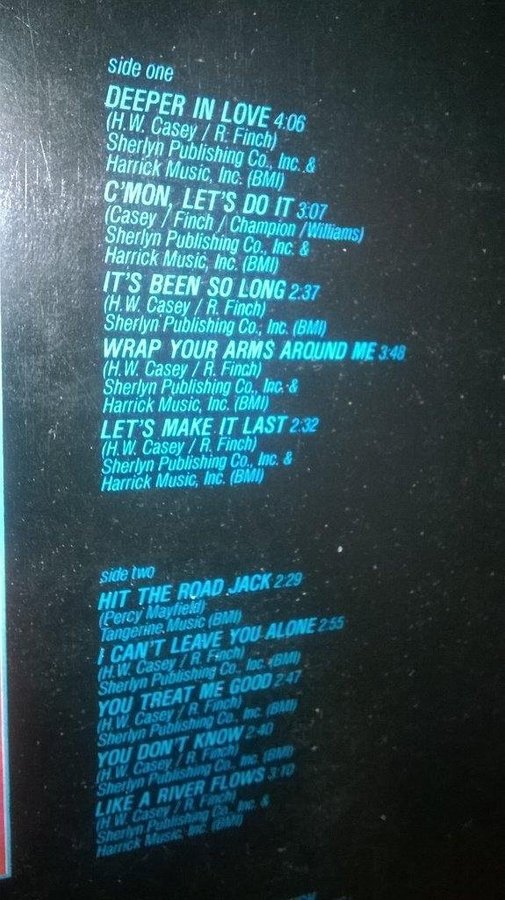 side one
DEEPER IN LOVE 4:06
(H.W. Casey / R. Finch)
Sherlyn Publishing Co., Inc. &
Harrick Music, Inc. (BMI)
C'MON, LET'S DO IT 3:07
(Casey / Finch / Champion / Williams)
Sherlyn Publishing Co., Inc. &
Harrick Music, Inc. (BMI)
IT'S BEEN SO LONG 2:37
(H.W. Casey / R. Finch)
Sherlyn Publishing Co., Inc. (BMI)
WRAP YOUR ARMS AROUND ME 3:48
(H.W. Casey / R. Finch)
Sherlyn Publishing Co., Inc. &
Harrick Music, Inc. (BMI)
LET'S MAKE IT LAST 2:32
(H.W. Casey / R. Finch)
Sherlyn Publishing Co., Inc. &
Harrick Music, Inc. (BMI)
side two
HIT THE ROAD JACK 2:29
(Percy Mayfield)
Tangerine Music (BMI)
I CAN'T LEAVE YOU ALONE 2:55
(H.W. Casey / R. Finch)
Sherlyn Publishing Co., Inc. (BMI)
YOU TREAT ME GOOD 2:47
(H.W. Casey / R. Finch)
Sherlyn Publishing Co., Inc. (BMI)
YOU DON'T KNOW 2:40
(H.W. Casey / R. Finch)
Sherlyn Publishing Co., Inc. (BMI)
LIKE A RIVER FLOWS 3:10
(H.W. Casey / R. Finch)
Sherlyn Publishing Co., Inc. &
Harrick Music, Inc. (BMI)